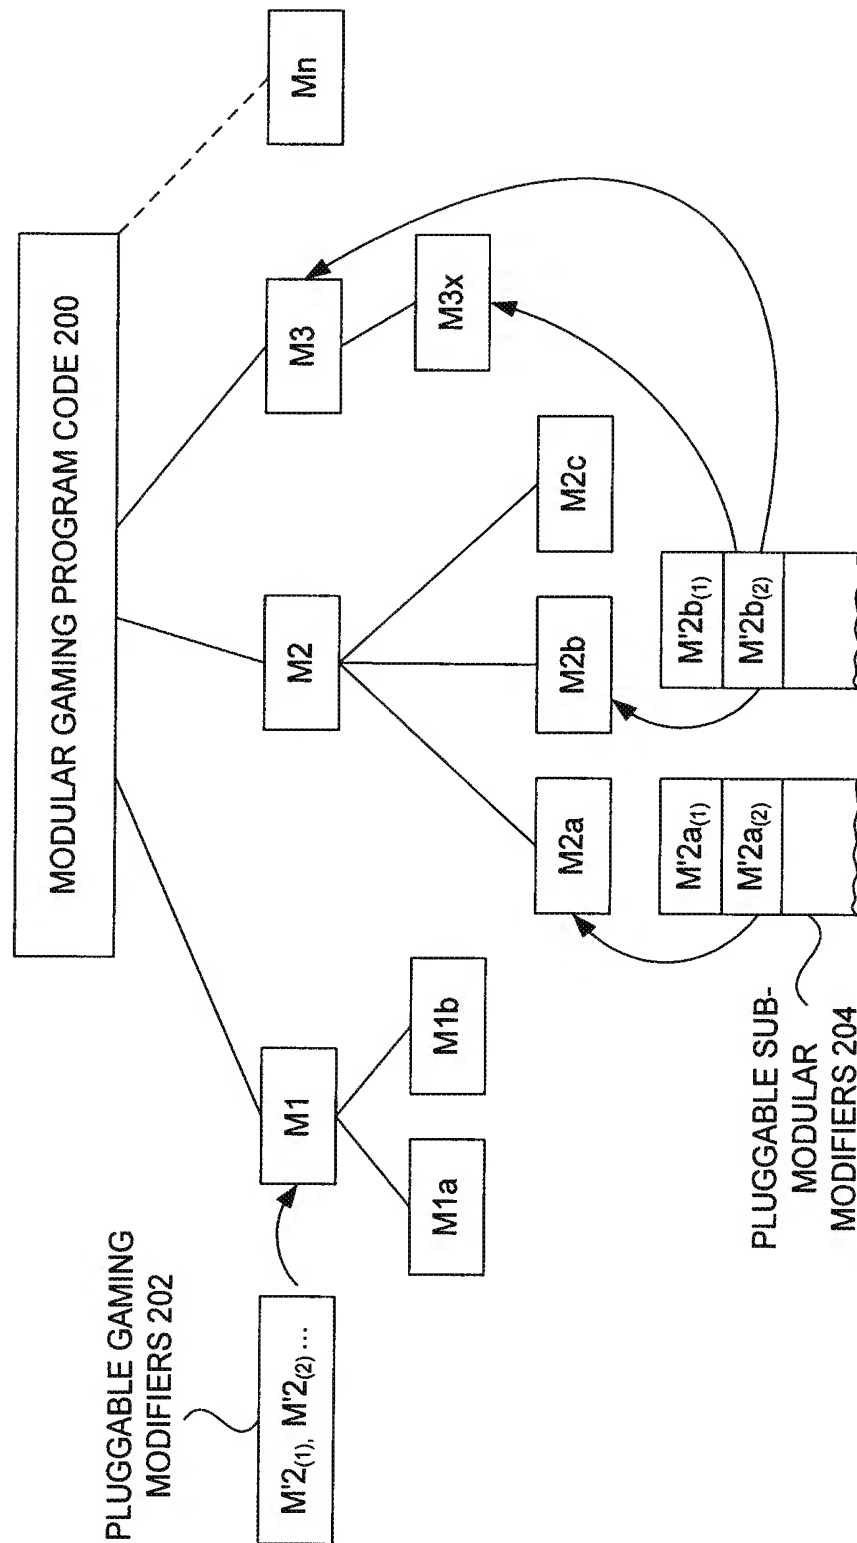 MODULAR GAMING PROGRAM CODE 200
PLUGGABLE GAMING
MODIFIERS 202
M'2(1), M'2(2) ...
M1
M2
M3
Mn
M1a
M1b
M3x
M2a
M2b
M2c
M'2a(1)
M'2a(2)
M'2b(1)
M'2b(2)
PLUGGABLE SUB-
MODULAR
MODIFIERS 204